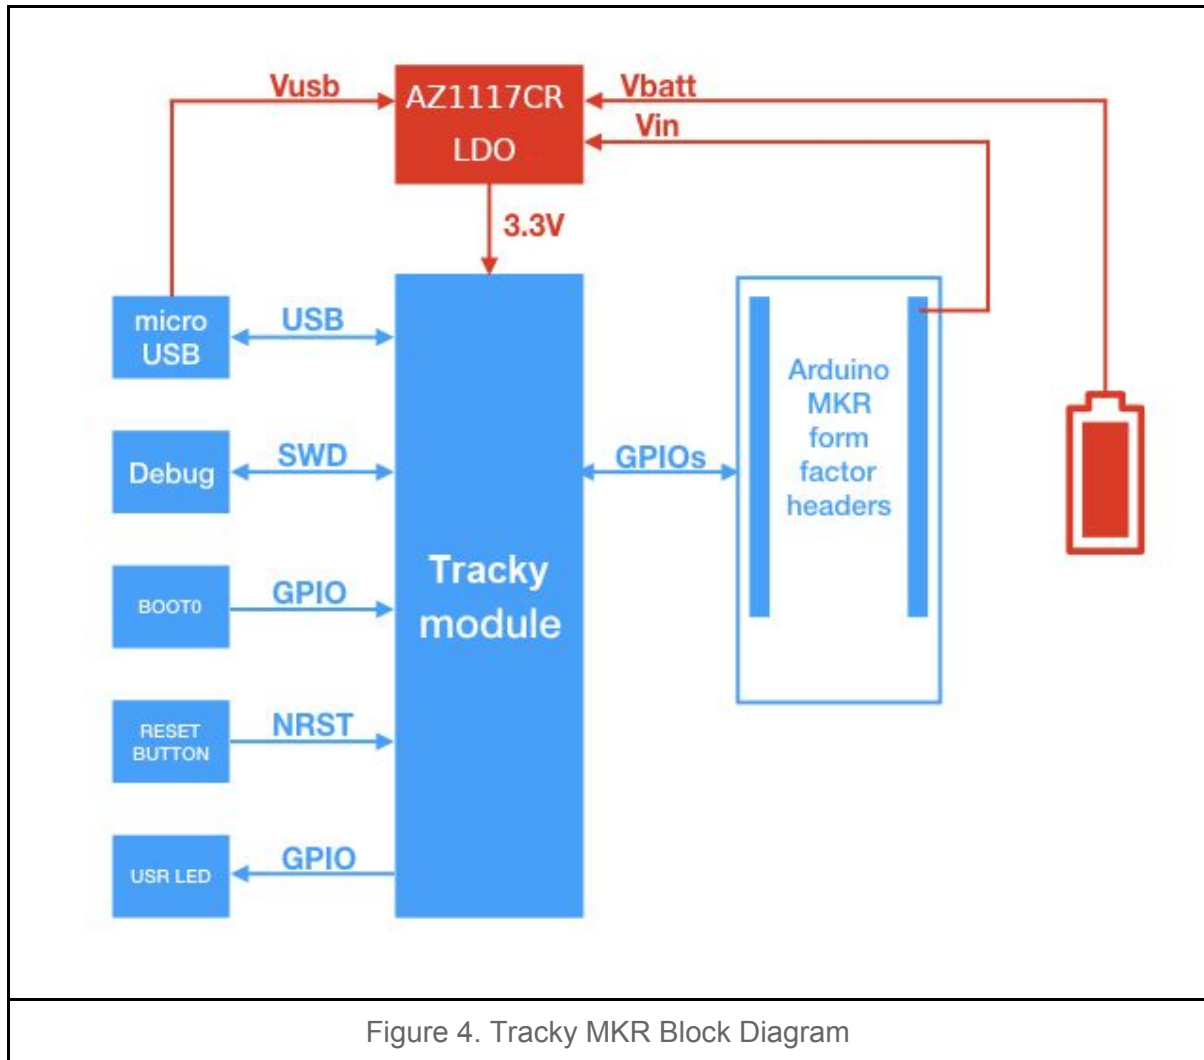 Vusb
AZ1117CR
LDO
Vbatt
Vin
3.3V
micro
USB
USB
Debug
SWD
BOOT0
GPIO
RESET
BUTTON
NRST
USR LED
GPIO
Tracky
module
GPIOs
Arduino
MKR
form
factor
headers
Figure 4. Tracky MKR Block Diagram